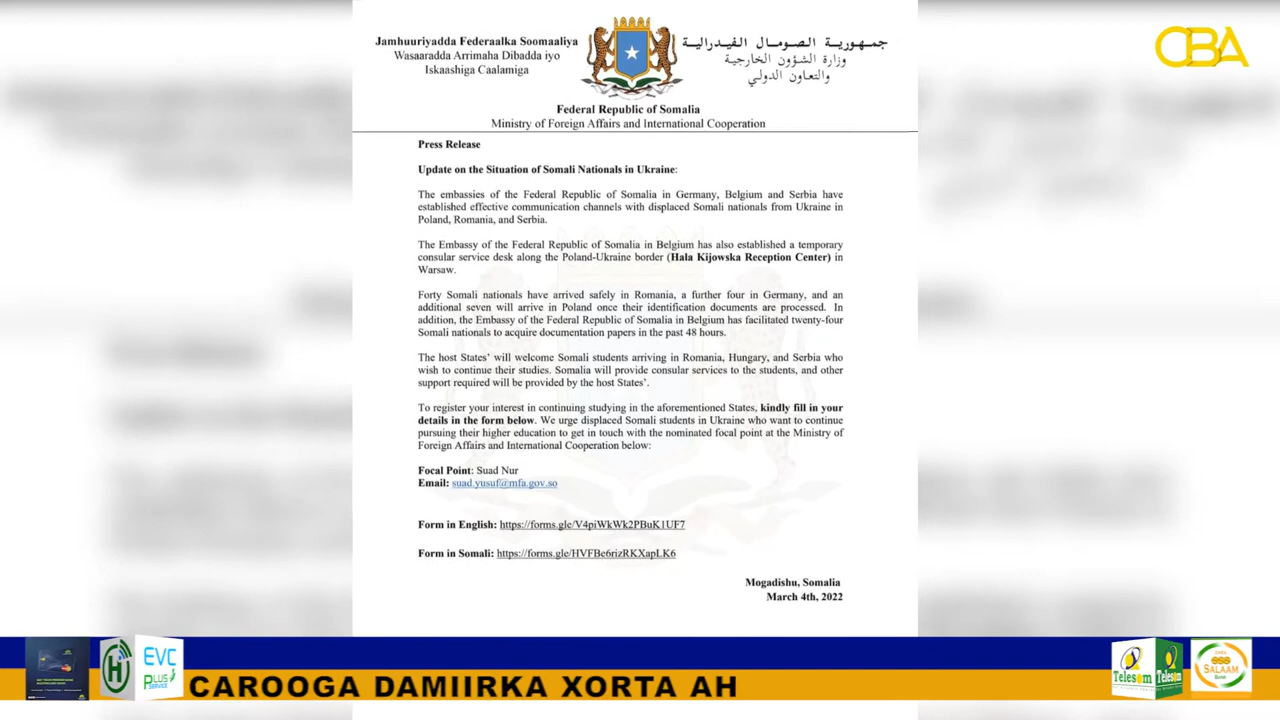 CBA
Jamhuuriyadda Federaalka Soomaaliya
Wasaaradda Arrimaha Dibadda iyo
Iskaashiga Caalamiga
جمهورية الصومال الفيدرالية
وزارة الشؤون الخارجية
والتعاون الدولي
Federal Republic of Somalia
Ministry of Foreign Affairs and International Cooperation
Press Release
Update on the Situation of Somali Nationals in Ukraine:
The embassies of the Federal Republic of Somalia in Germany, Belgium and Serbia have
established effective communication channels with displaced Somali nationals from Ukraine in
Poland, Romania, and Serbia.
The Embassy of the Federal Republic of Somalia in Belgium has also established a temporary
consular service desk along the Poland-Ukraine border (Hala Kijowska Reception Center) in
Warsaw.
Forty Somali nationals have arrived safely in Romania, a further four in Germany, and an
additional seven will arrive in Poland once their identification documents are processed. In
addition, the Embassy of the Federal Republic of Somalia in Belgium has facilitated twenty-four
Somali nationals to acquire documentation papers in the past 48 hours.
The host States’ will welcome Somali students arriving in Romania, Hungary, and Serbia who
wish to continue their studies. Somalia will provide consular services to the students, and other
support required will be provided by the host States’.
To register your interest in continuing studying in the aforementioned States, kindly fill in your
details in the form below. We urge displaced Somali students in Ukraine who want to continue
pursuing their higher education to get in touch with the nominated focal point at the Ministry of
Foreign Affairs and International Cooperation below:
Focal Point: Suad Nur
Email: suad.yusuf@mfa.gov.so
Form in English: https://forms.gle/V4piWkWk2PBuK1UF7
Form in Somali: https://forms.gle/HVFBe6rizRKXapLK6
Mogadishu, Somalia
March 4th, 2022
EVC
PLUS
SERVICE
CAROOGA DAMIIRKA XORTA AH
Telesom
Telesom
SALAAM
BANK